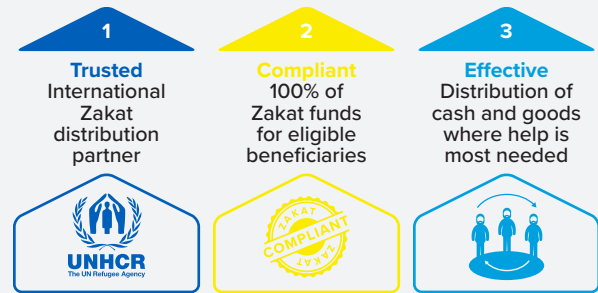 1
Trusted
International
Zakat
distribution
partner
UNHCR
The UN Refugee Agency
2
Compliant
100% of
Zakat funds
for eligible
beneficiaries
ZAKAT
COMPLIANT
ZAKAT
3
Effective
Distribution of
cash and goods
where help is
most needed